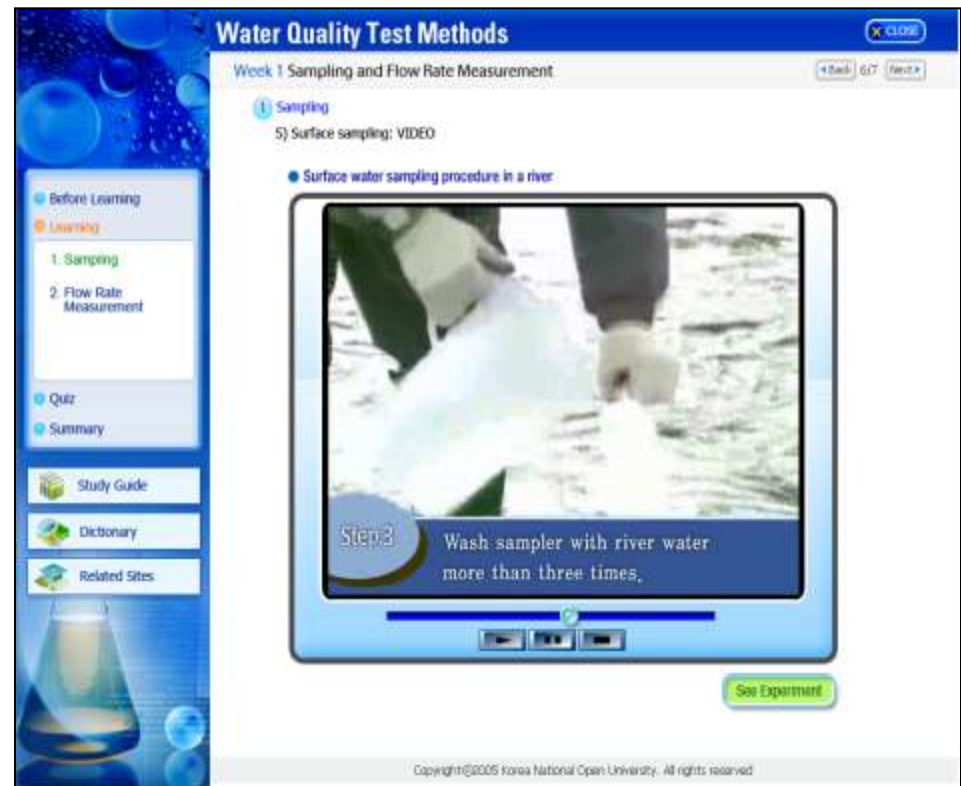 Water Quality Test Methods
X CLOSE
Week 1 Sampling and Flow Rate Measurement
Back 6/7 Next
1 Sampling
5) Surface sampling: VIDEO
Surface water sampling procedure in a river
Before Learning
Learning
1. Sampling
2. Flow Rate
Measurement
Quiz
Summary
Study Guide
Dictionary
Related Sites
Step.3
Wash sampler with river water
more than three times.
See Experiment
Copyright©2005 Korea National Open University. All rights reserved